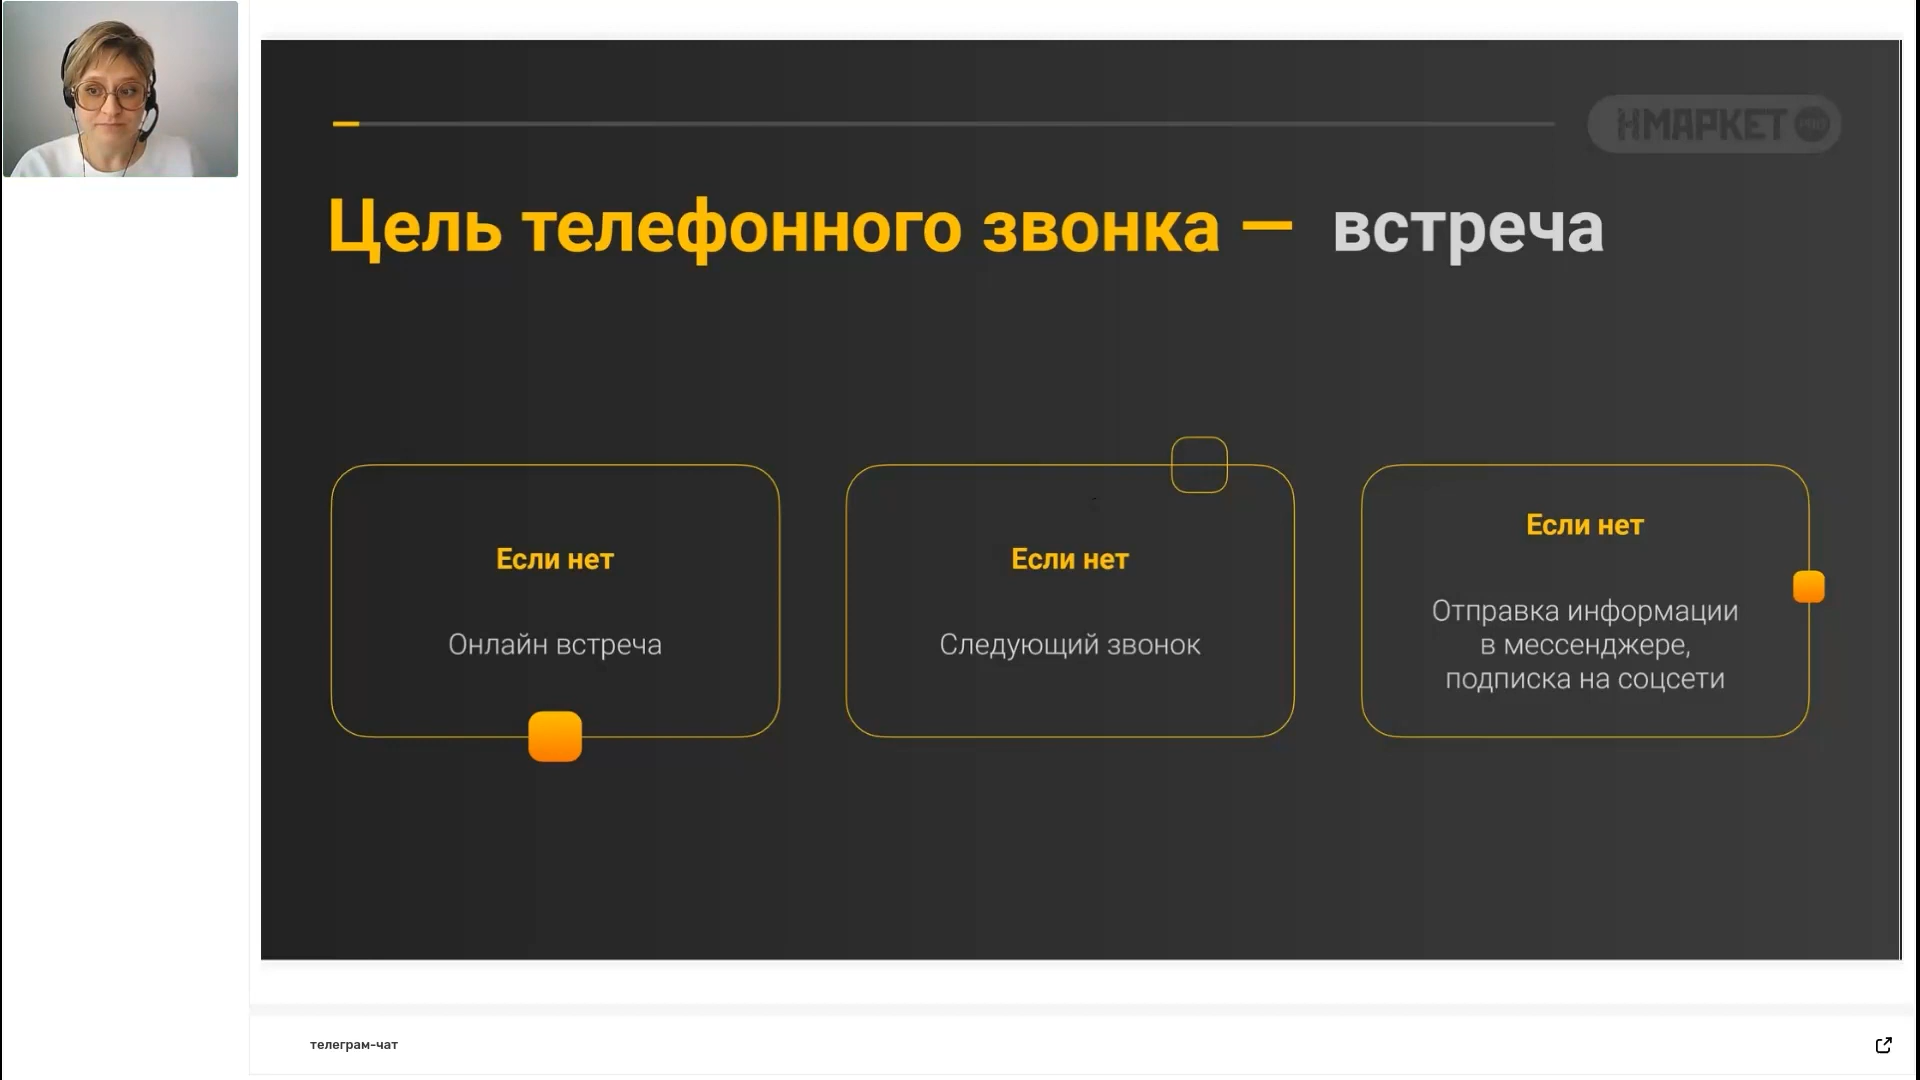 НМАРКЕТ PRO
Цель телефонного звонка — встреча
Если нет
Онлайн встреча
Если нет
Следующий звонок
Если нет
Отправка информации
в мессенджере,
подписка на соцсети
телеграм-чат